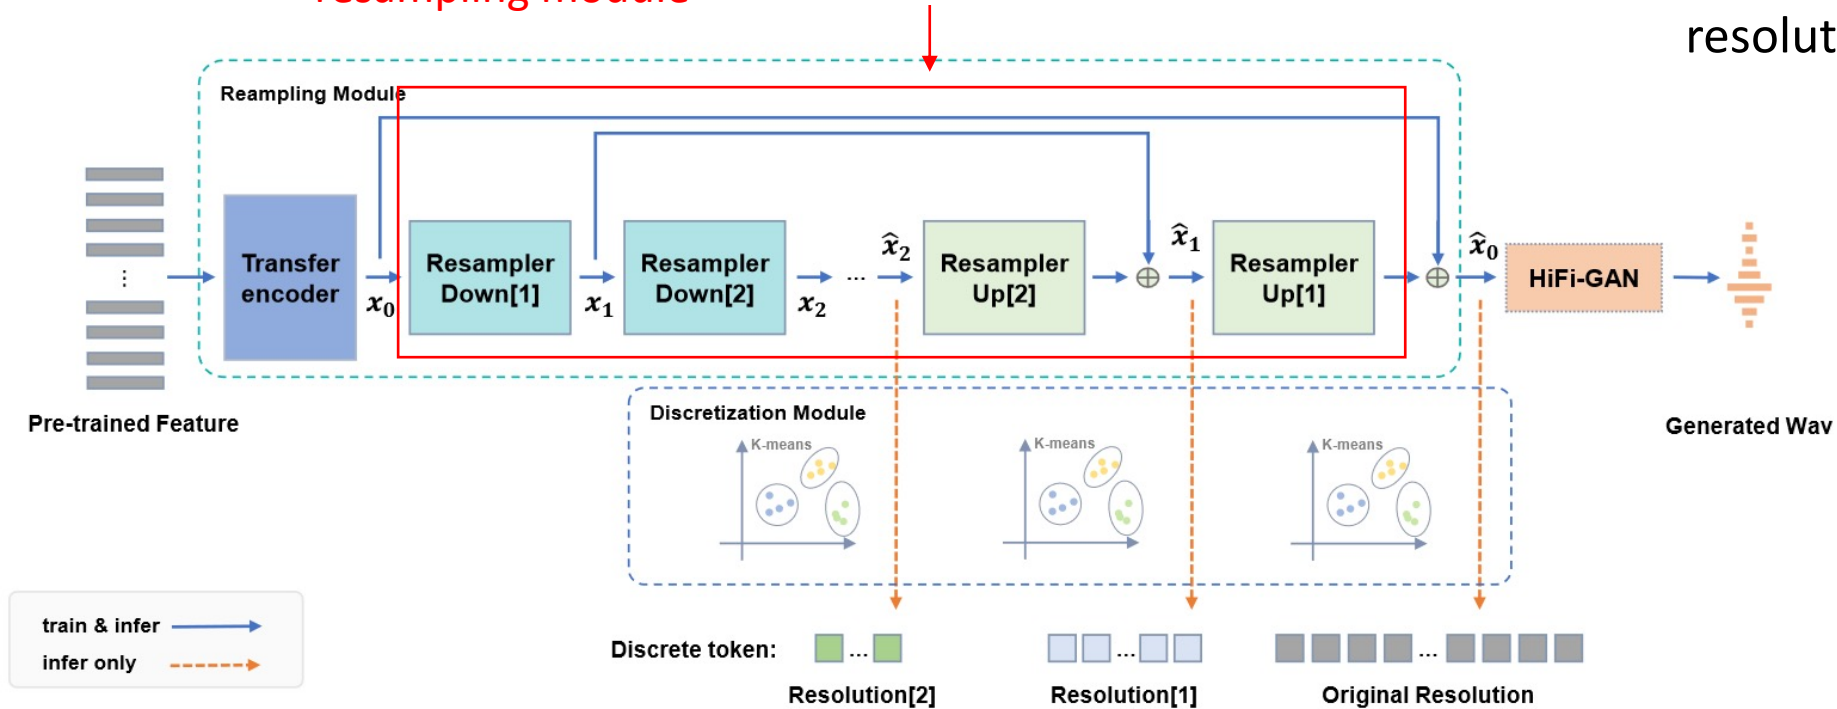 resampling module
resolut
Reampling Module
Transfer
encoder
x₀
Resampler
Down[1]
x₁
Resampler
Down[2]
x₂
...
x̂₂
Resampler
Up[2]
x̂₁
Resampler
Up[1]
x̂₀
HiFi-GAN
Pre-trained Feature
Generated Wav
Discretization Module
K-means
K-means
K-means
train & infer
infer only
Discrete token:
...
...
...
Resolution[2]
Resolution[1]
Original Resolution